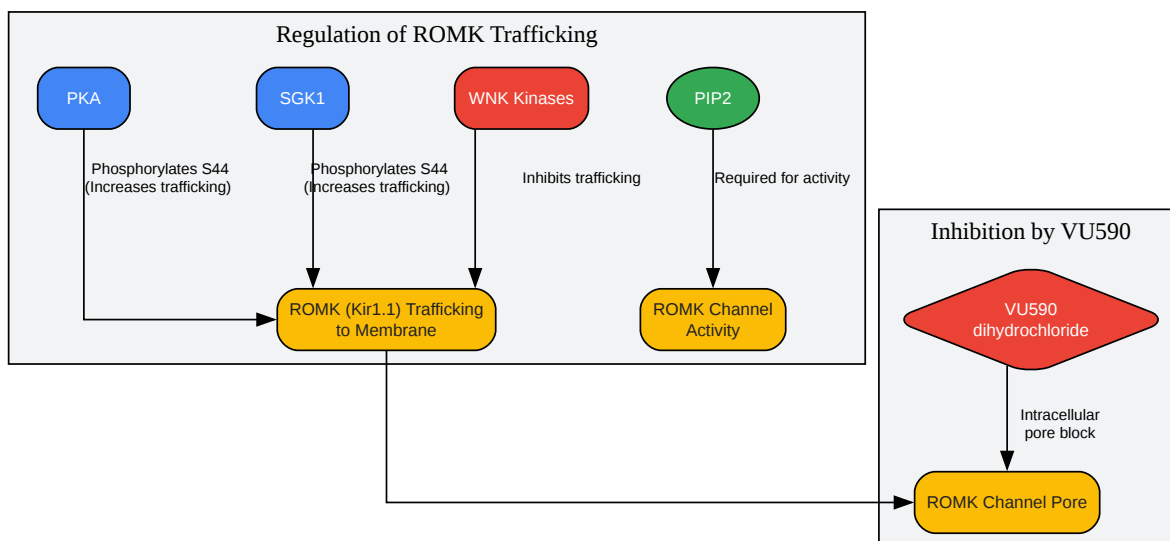 Regulation of ROMK Trafficking
PKA
SGK1
WNK Kinases
PIP2
Phosphorylates S44
(Increases trafficking)
Phosphorylates S44
(Increases trafficking)
Inhibits trafficking
Required for activity
ROMK (Kir1.1) Trafficking
to Membrane
ROMK Channel
Activity
Inhibition by VU590
VU590
dihydrochloride
Intracellular
pore block
ROMK Channel Pore